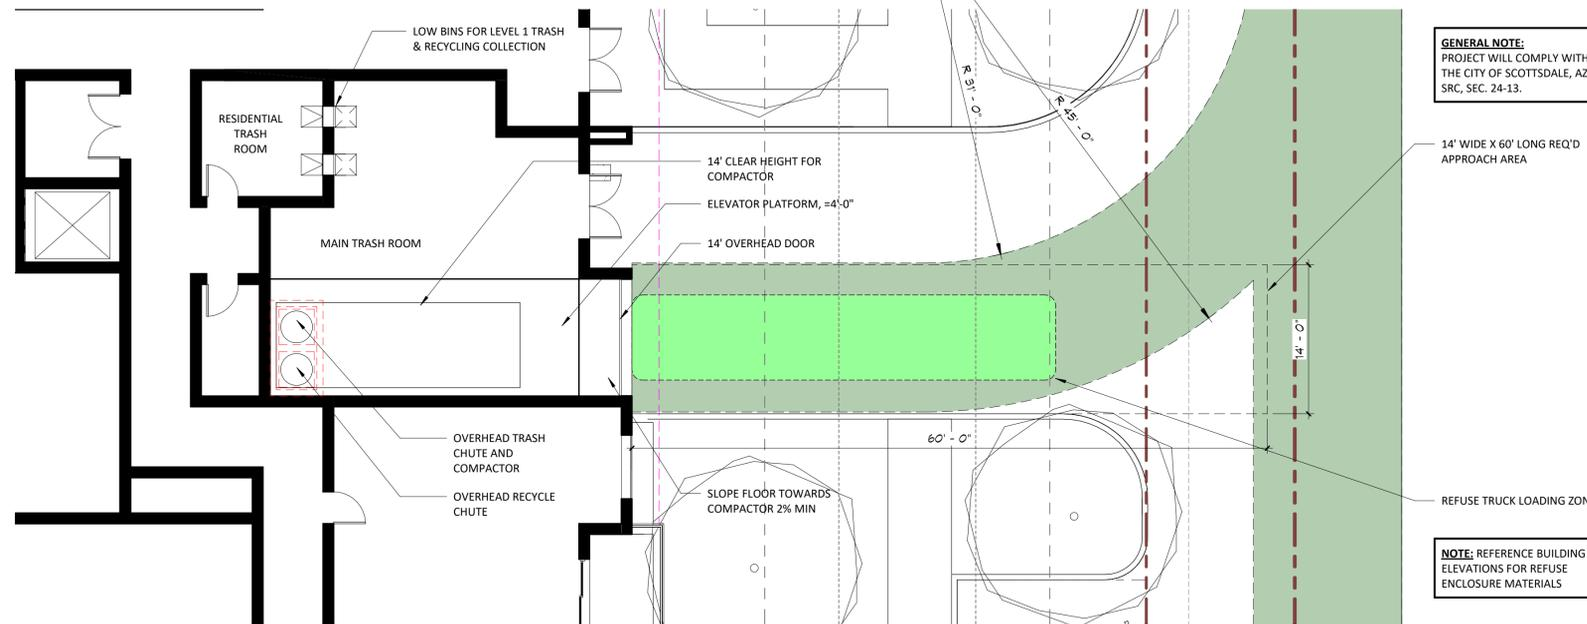 LOW BINS FOR LEVEL 1 TRASH
& RECYCLING COLLECTION
RESIDENTIAL
TRASH
ROOM
14' CLEAR HEIGHT FOR
COMPACTOR
ELEVATOR PLATFORM, =4'-0"
14' OVERHEAD DOOR
MAIN TRASH ROOM
OVERHEAD TRASH
CHUTE AND
COMPACTOR
OVERHEAD RECYCLE
CHUTE
SLOPE FLOOR TOWARDS
COMPACTOR 2% MIN
R 31' - 0"
R 45' - 0"
14' - 0"
60' - 0"
GENERAL NOTE:
PROJECT WILL COMPLY WITH
THE CITY OF SCOTTSDALE, AZ
SRC, SEC. 24-13.
14' WIDE X 60' LONG REQ'D
APPROACH AREA
REFUSE TRUCK LOADING ZON
NOTE: REFERENCE BUILDING
ELEVATIONS FOR REFUSE
ENCLOSURE MATERIALS